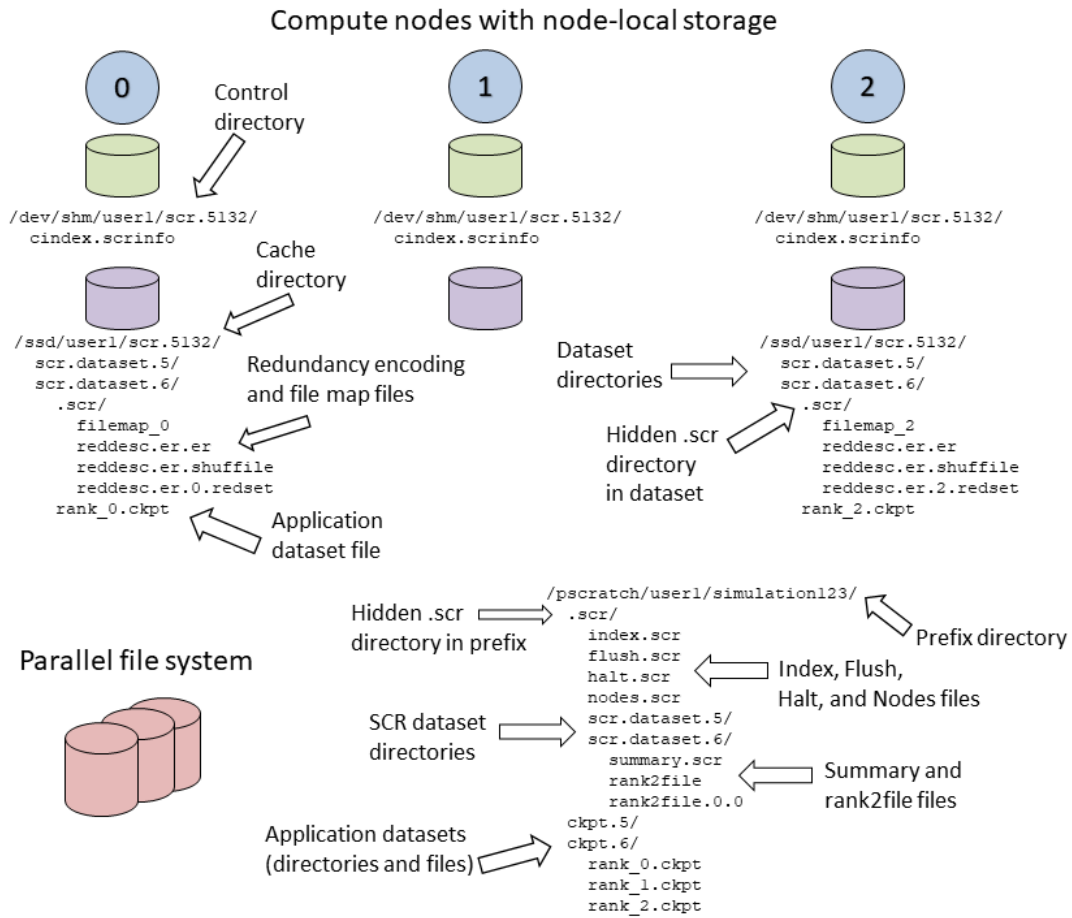 Compute nodes with node-local storage
0
1
2
Control
directory
/dev/shm/user1/scr.5132/
cindex.scrinfo
/dev/shm/user1/scr.5132/
cindex.scrinfo
/dev/shm/user1/scr.5132/
cindex.scrinfo
Cache
directory
/ssd/user1/scr.5132/
scr.dataset.5/
scr.dataset.6/
.scr/
filemap_0
reddesc.er.er
reddesc.er.shuffile
reddesc.er.0.redset
rank_0.ckpt
Redundancy encoding
and file map files
Application
dataset file
Dataset
directories
Hidden .scr
directory
in dataset
/ssd/user1/scr.5132/
scr.dataset.5/
scr.dataset.6/
.scr/
filemap_2
reddesc.er.er
reddesc.er.shuffile
reddesc.er.2.redset
rank_2.ckpt
Parallel file system
Hidden .scr
directory in prefix
SCR dataset
directories
Application datasets
(directories and files)
/pscratch/user1/simulation123/
.scr/
index.scr
flush.scr
halt.scr
nodes.scr
scr.dataset.5/
scr.dataset.6/
summary.scr
rank2file
rank2file.0.0
ckpt.5/
ckpt.6/
rank_0.ckpt
rank_1.ckpt
rank_2.ckpt
Prefix directory
Index, Flush,
Halt, and Nodes files
Summary and
rank2file files